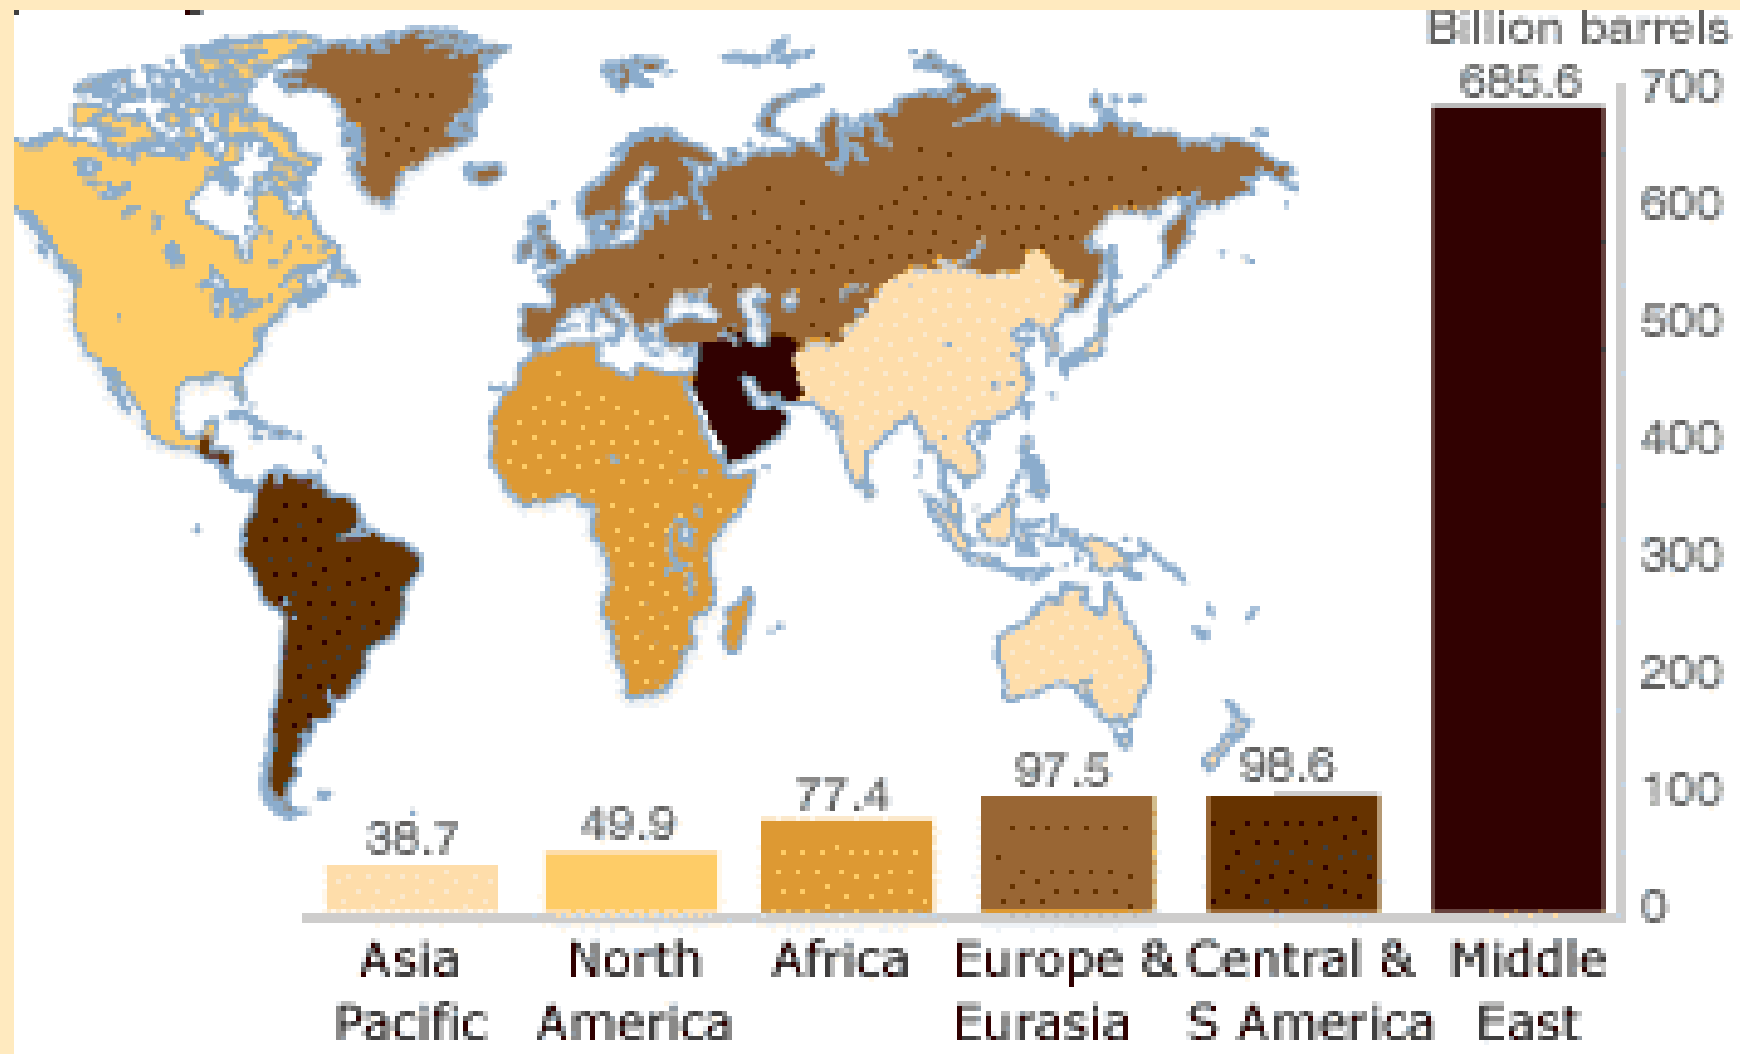 Billion barrels
685.6
700
600
500
400
300
200
100
0
38.7
49.9
77.4
97.5
98.6
Asia
Pacific
North
America
Africa
Europe &
Eurasia
Central &
S America
Middle
East